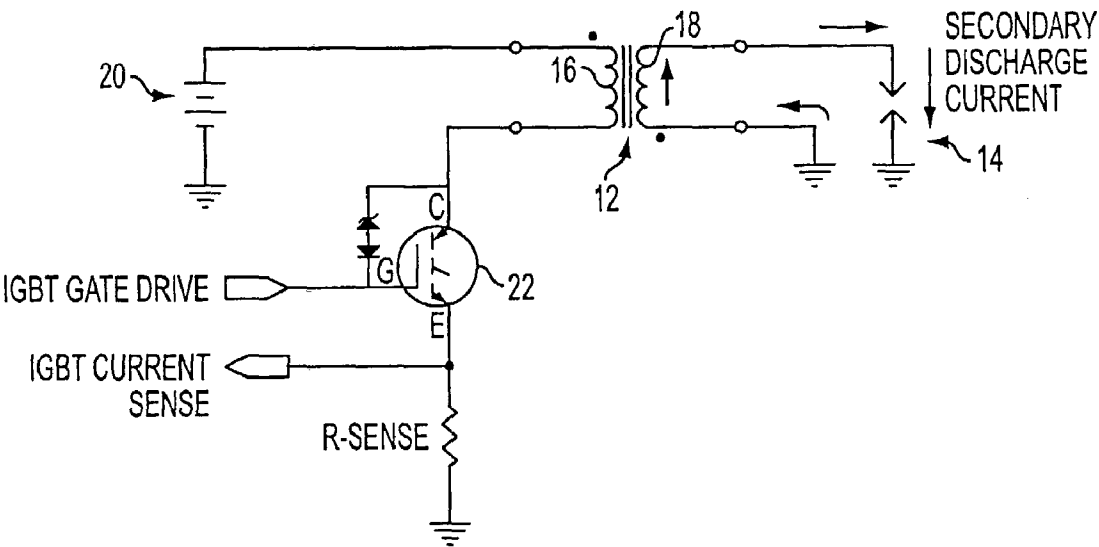 SECONDARY
DISCHARGE
CURRENT
18
16
20
14
12
C
G
22
IGBT GATE DRIVE
E
IGBT CURRENT
SENSE
R-SENSE